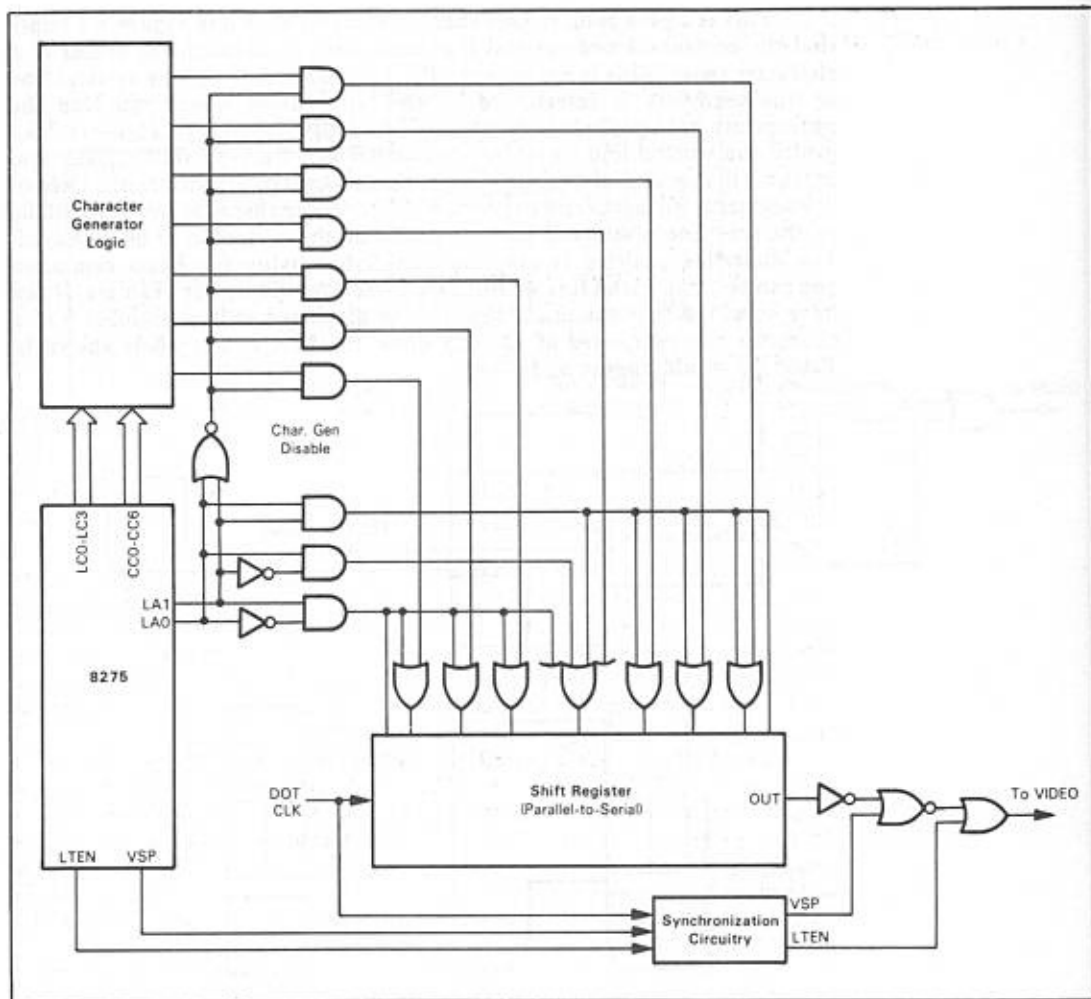 Character
Generator
Logic
Char. Gen
Disable
LC0-LC3
CC0-CC6
LA1
LA0
8275
LTEN
VSP
DOT
CLK
Shift Register
(Parallel-to-Serial)
OUT
To VIDEO
Synchronization
Circuitry
VSP
LTEN